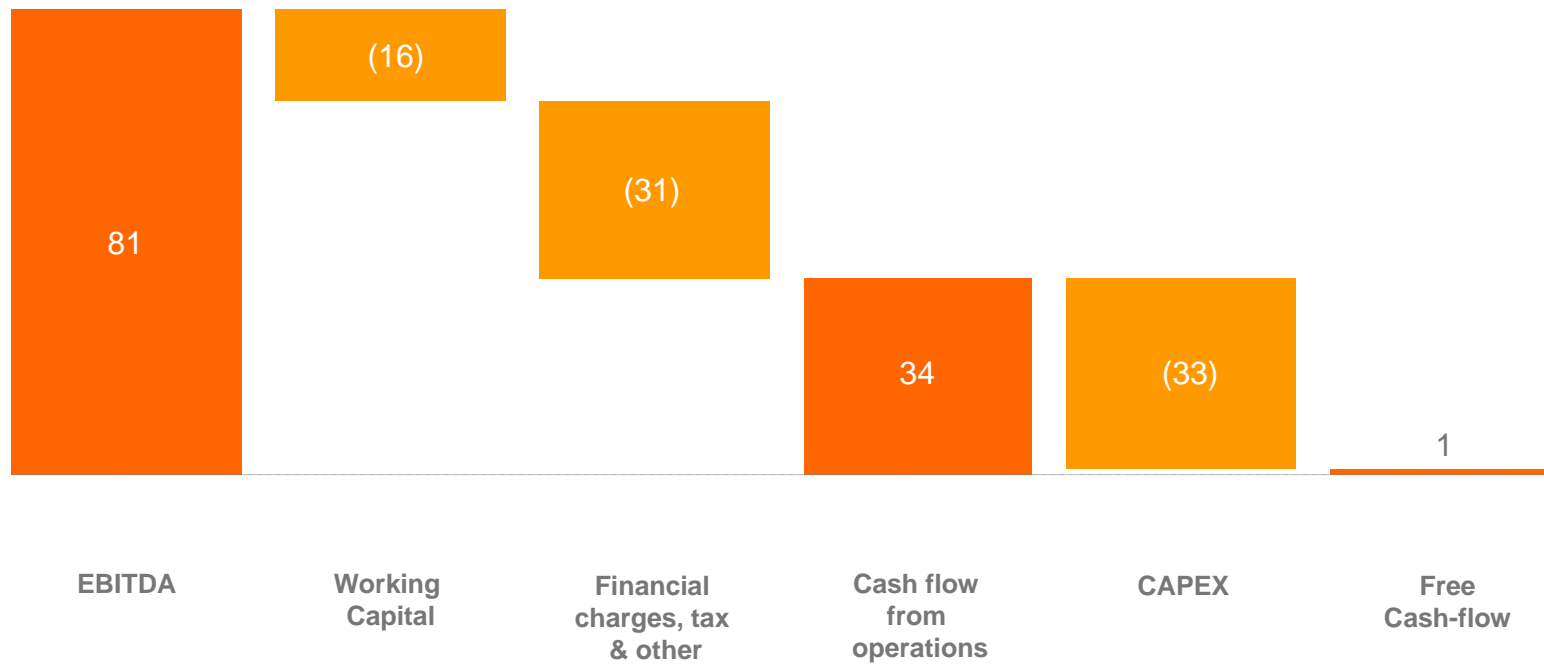 (16)
(31)
81
34
(33)
1
EBITDA
Working
Capital
Financial
charges, tax
& other
Cash flow
from
operations
CAPEX
Free
Cash-flow